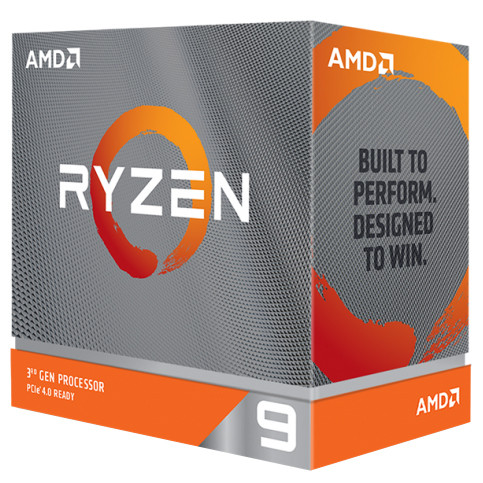 AMD
RYZEN
3RD GEN PROCESSOR
PCIe® 4.0 READY
9
AMD
BUILT TO
PERFORM.
DESIGNED
TO WIN.
AMD